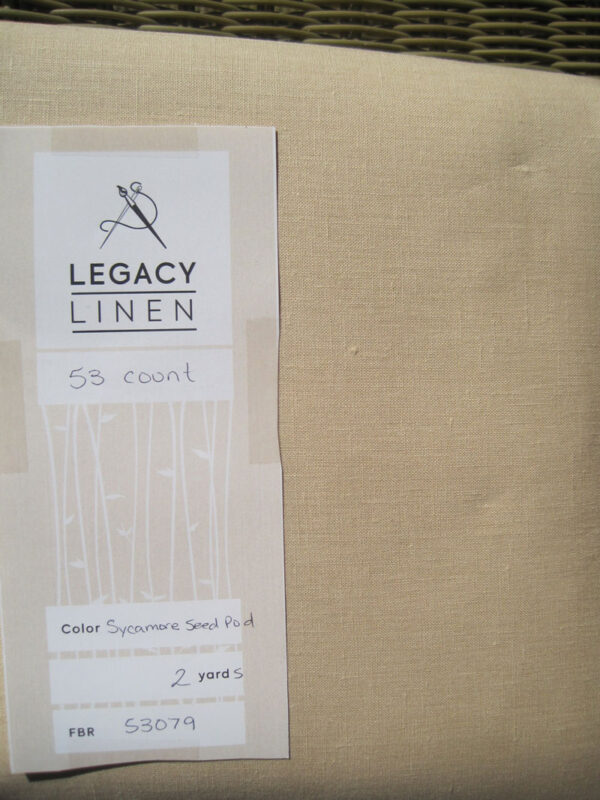 LEGACY
LINEN
53 count
Color Sycamore Seed Pod
2 yards
FBR 53079